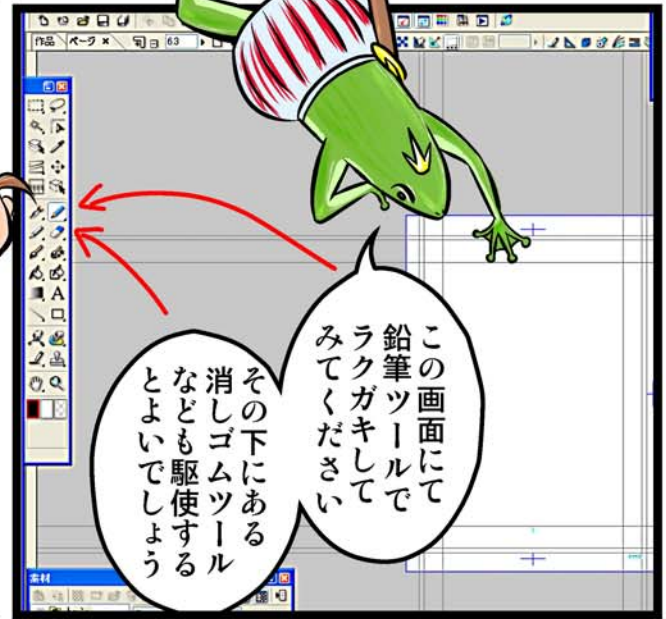 作品
ページ
63
この画面にて
鉛筆ツールで
ラクガキして
みてください
その下にある
消しゴムツール
なども駆使する
とよいでしょう
A
素材